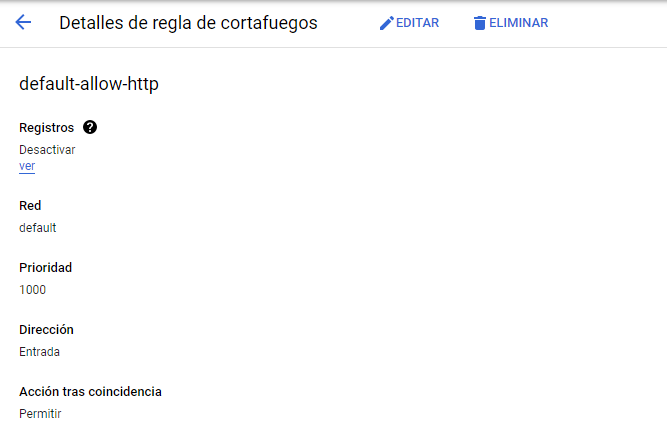 Detalles de regla de cortafuegos
EDITAR
ELIMINAR
default-allow-http
Registros
Desactivar
ver
Red
default
Prioridad
1000
Dirección
Entrada
Acción tras coincidencia
Permitir